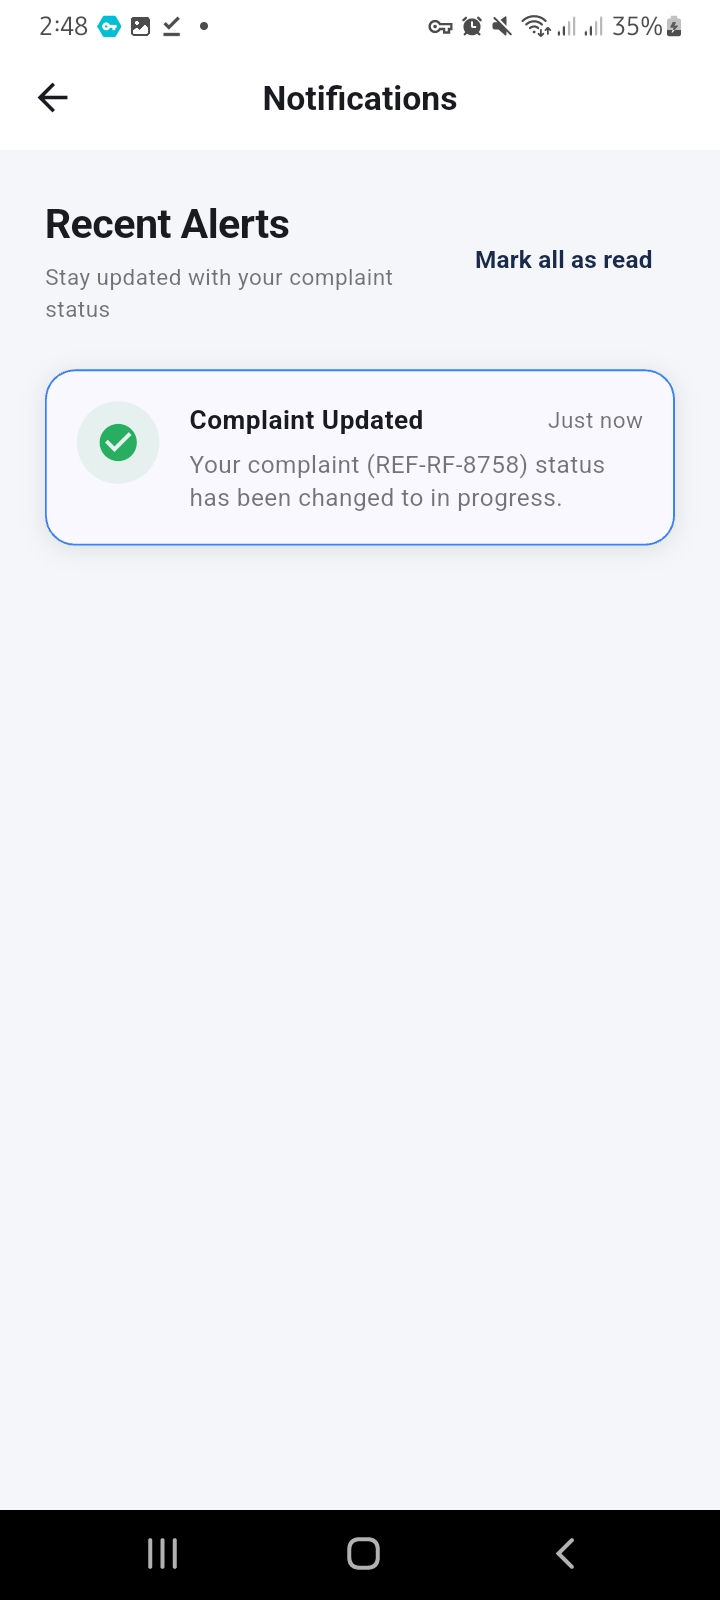 2:48
35%
Notifications
Recent Alerts
Mark all as read
Stay updated with your complaint
status
Complaint Updated
Just now
Your complaint (REF-RF-8758) status
has been changed to in progress.